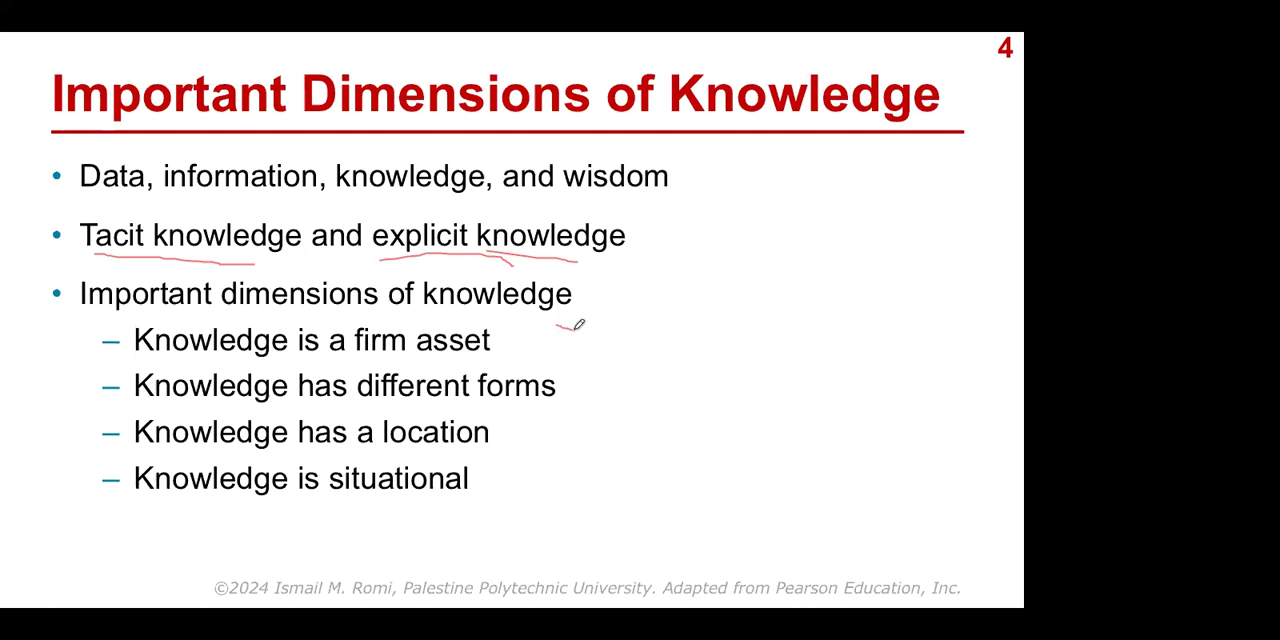 4
Important Dimensions of Knowledge
• Data, information, knowledge, and wisdom
• Tacit knowledge and explicit knowledge
• Important dimensions of knowledge
– Knowledge is a firm asset
– Knowledge has different forms
– Knowledge has a location
– Knowledge is situational
©2024 Ismail M. Romi, Palestine Polytechnic University. Adapted from Pearson Education, Inc.